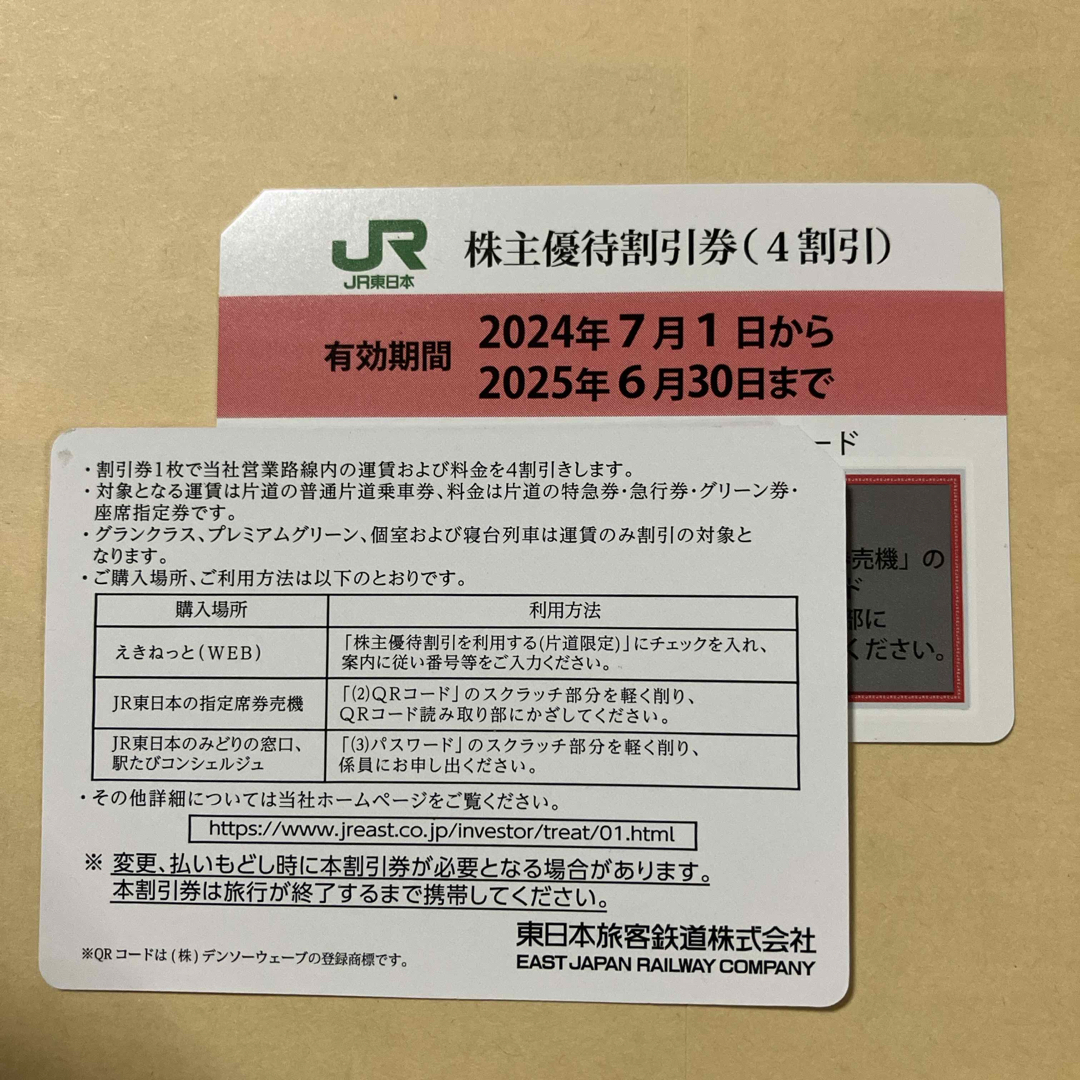 JR
JR東日本
株主優待割引券(4割引)
有効期間
2024年7月1日から
2025年6月30日まで
ード
売機」の
ド
部に
ください。
・割引券1枚で当社営業路線内の運賃および料金を4割引きします。
・対象となる運賃は片道の普通片道乗車券、料金は片道の特急券・急行券・グリーン券・
座席指定券です。
・グランクラス、プレミアムグリーン、個室および寝台列車は運賃のみ割引の対象と
なります。
・ご購入場所、ご利用方法は以下のとおりです。
購入場所 利用方法
えきねっと(WEB)
「株主優待割引を利用する(片道限定)」にチェックを入れ、
案内に従い番号等をご入力ください。
JR東日本の指定席券売機
「(2)QRコード」のスクラッチ部分を軽く削り、
QRコード読み取り部にかざしてください。
JR東日本のみどりの窓口、
駅たびコンシェルジュ
「(3)パスワード」のスクラッチ部分を軽く削り、
係員にお申し出ください。
・その他詳細については当社ホームページをご覧ください。
https://www.jreast.co.jp/investor/treat/01.html
※ 変更、払いもどし時に本割引券が必要となる場合があります。
本割引券は旅行が終了するまで携帯してください。
東日本旅客鉄道株式会社
EAST JAPAN RAILWAY COMPANY
※QRコードは(株)デンソーウェーブの登録商標です。